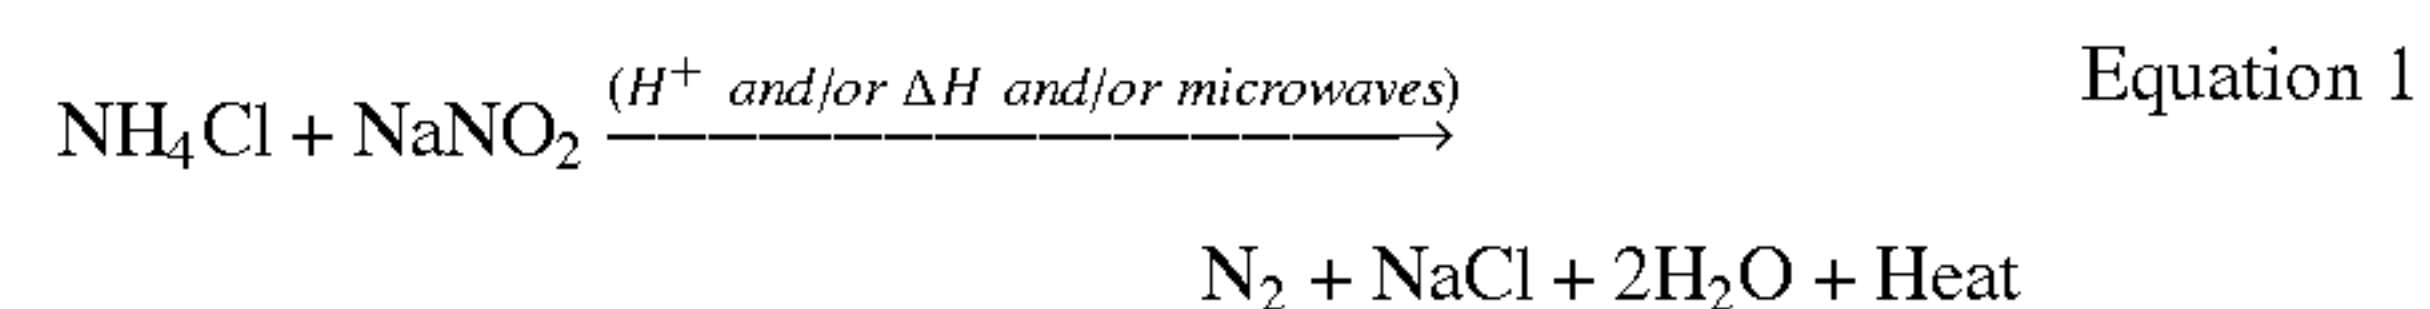 (H⁺ and/or ΔH and/or microwaves) Equation 1
NH₄Cl + NaNO₂ ⟶
N₂ + NaCl + 2H₂O + Heat